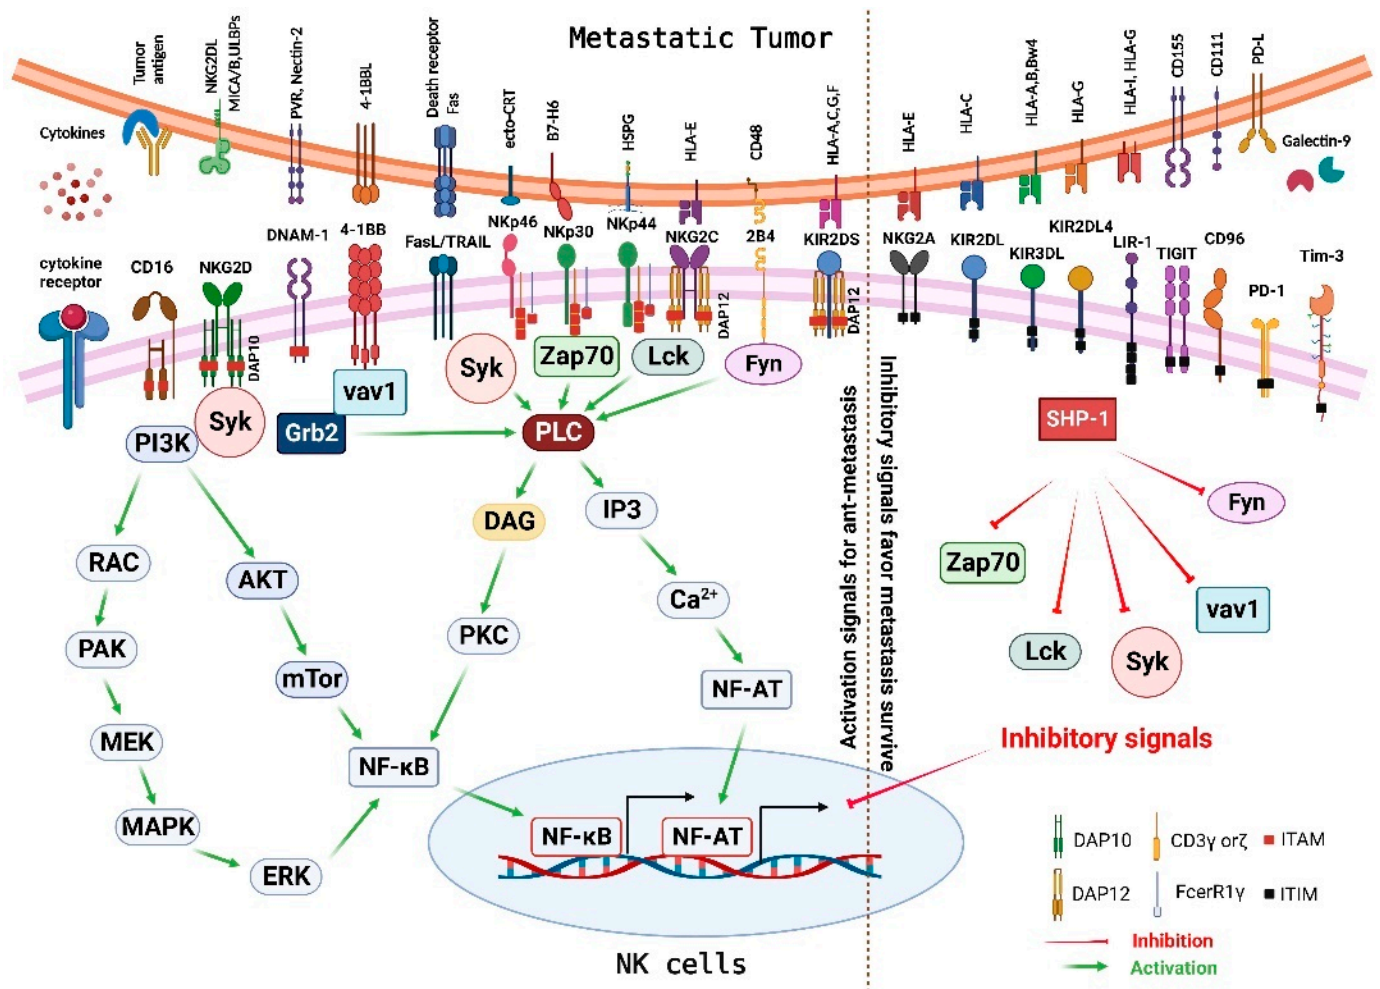 Metastatic Tumor
Cytokines
Tumor
antigen
NKG2DL
MICA/B,ULBPs
PVR, Nectin-2
4-1BBL
Death receptor
Fas
ecto-CRT
B7-H6
HSPG
HLA-E
CD48
HLA-A,C,G,F
HLA-E
HLA-C
HLA-A,B,Bw4
HLA-G
HLA-I, HLA-G
CD155
CD111
PD-L
Galectin-9
cytokine
receptor
CD16
NKG2D
DAP10
DNAM-1
4-1BB
FasL/TRAIL
NKp46
NKp30
NKp44
NKG2C
DAP12
2B4
KIR2DS
DAP12
NKG2A
KIR2DL
KIR3DL
KIR2DL4
LIR-1
TIGIT
CD96
PD-1
Tim-3
Syk
Zap70
Lck
Fyn
vav1
Grb2
Syk
PI3K
PLC
SHP-1
DAG
IP3
RAC
AKT
Ca²⁺
PAK
PKC
mTor
NF-AT
MEK
NF-κB
MAPK
ERK
NF-κB
NF-AT
Activation signals for ant-metastasis
Inhibitory signals favor metastasis survive
Fyn
Zap70
vav1
Lck
Syk
Inhibitory signals
DAP10
CD3γ orζ
ITAM
DAP12
FcerR1γ
ITIM
Inhibition
Activation
NK cells